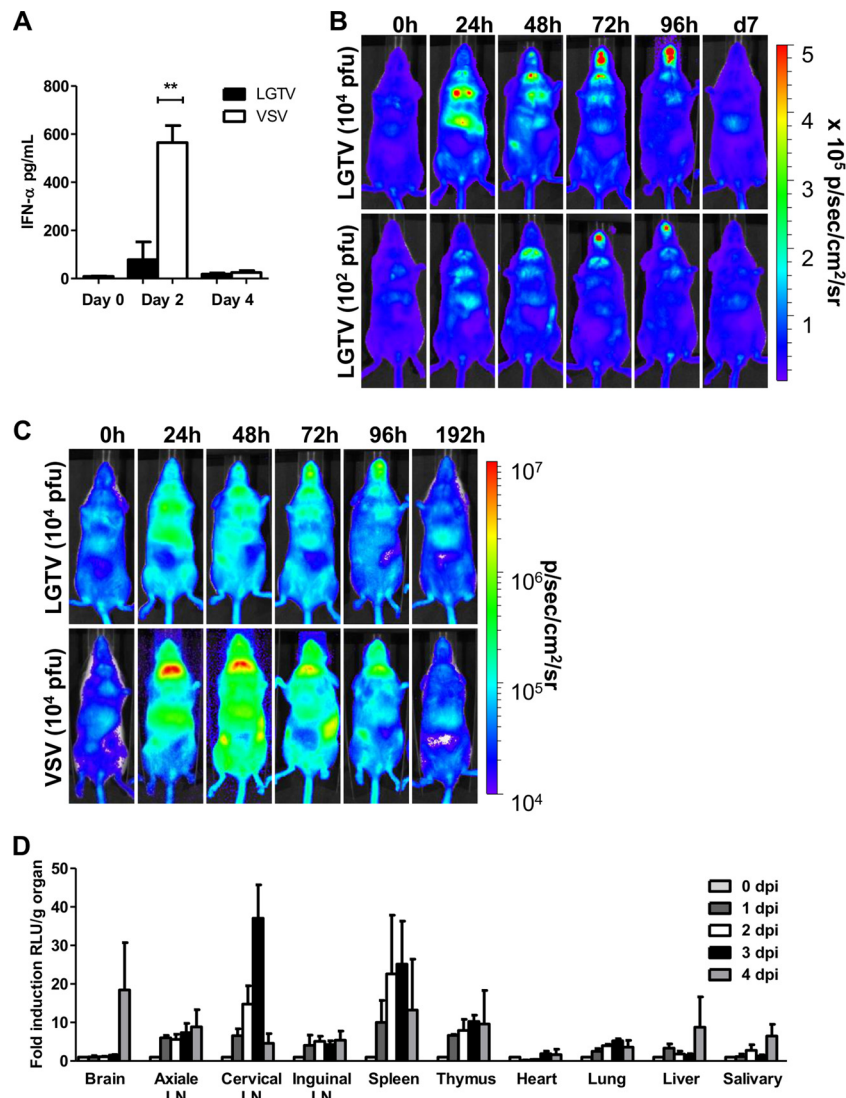 A
IFN-α pg/mL
800
600
400
200
0
**
LGTV
VSV
Day 0 Day 2 Day 4
B
0h 24h 48h 72h 96h d7
LGTV (10⁴ pfu)
LGTV (10² pfu)
5
4
3
2
1
x 10⁵ p/sec/cm²/sr
C
0h 24h 48h 72h 96h 192h
LGTV (10⁴ pfu)
VSV (10⁴ pfu)
10⁷
10⁶
10⁵
10⁴
p/sec/cm²/sr
D
Fold induction RLU/g organ
50
40
30
20
10
0
0 dpi
1 dpi
2 dpi
3 dpi
4 dpi
Brain Axiale Cervical Inguinal Spleen Thymus Heart Lung Liver Salivary
LN LN LN